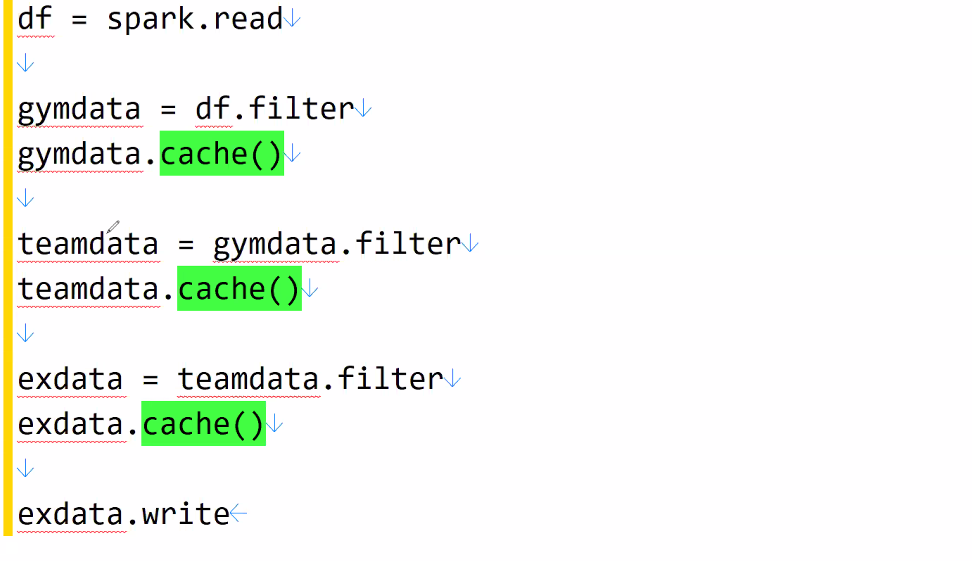 df = spark.read
gymdata = df.filter
gymdata.cache()
teamdata = gymdata.filter
teamdata.cache()
exdata = teamdata.filter
exdata.cache()
exdata.write